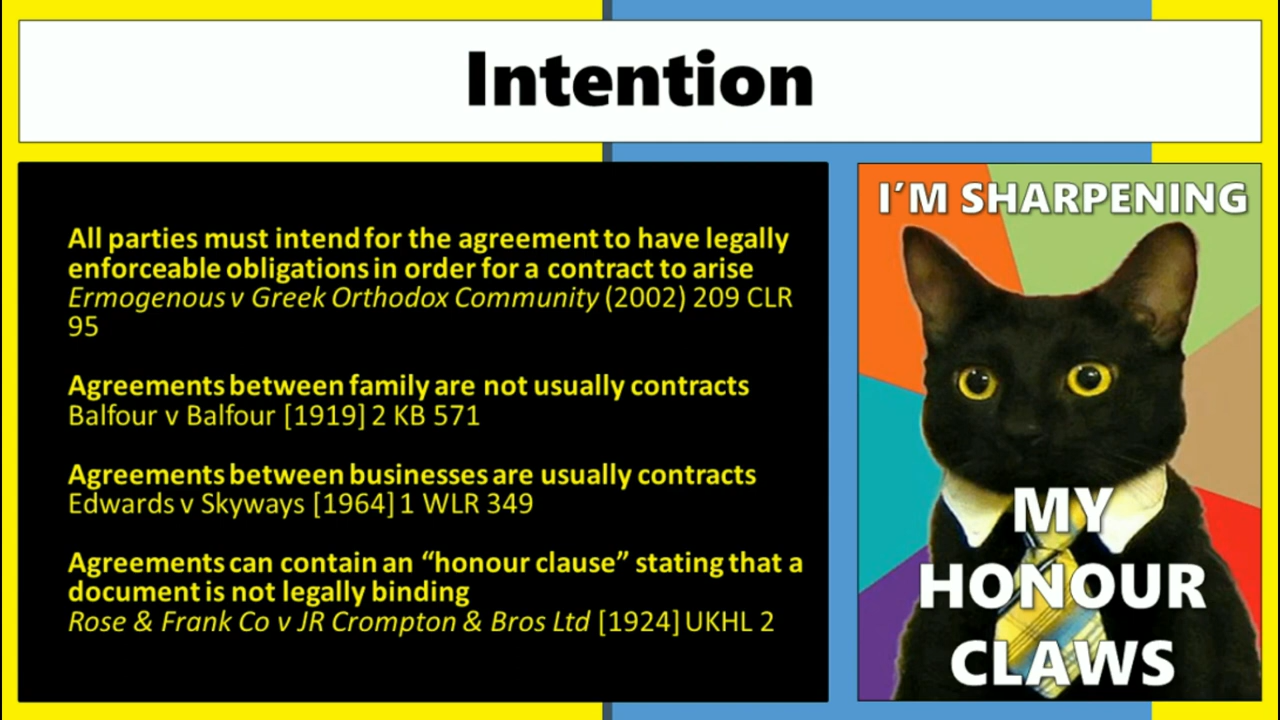 Intention
All parties must intend for the agreement to have legally
enforceable obligations in order for a contract to arise
Ermogenous v Greek Orthodox Community (2002) 209 CLR
95
Agreements between family are not usually contracts
Balfour v Balfour [1919] 2 KB 571
Agreements between businesses are usually contracts
Edwards v Skyways [1964] 1 WLR 349
Agreements can contain an “honour clause” stating that a
document is not legally binding
Rose & Frank Co v JR Crompton & Bros Ltd [1924] UKHL 2
I’M SHARPENING
MY
HONOUR
CLAWS